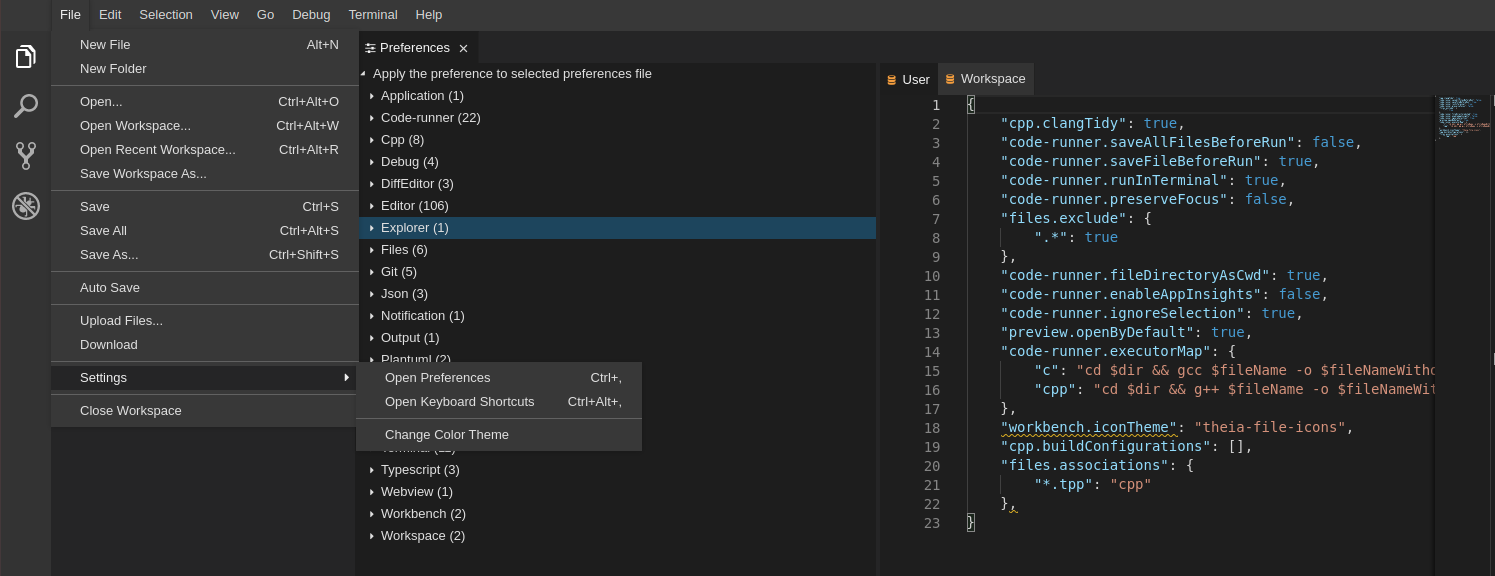 File Edit Selection View Go Debug Terminal Help
New File Alt+N
New Folder
Open... Ctrl+Alt+O
Open Workspace... Ctrl+Alt+W
Open Recent Workspace... Ctrl+Alt+R
Save Workspace As...
Save Ctrl+S
Save All Ctrl+Alt+S
Save As... Ctrl+Shift+S
Auto Save
Upload Files...
Download
Settings
Close Workspace
Preferences
Apply the preference to selected preferences file
Application (1)
Code-runner (22)
Cpp (8)
Debug (4)
DiffEditor (3)
Editor (106)
Explorer (1)
Files (6)
Git (5)
Json (3)
Notification (1)
Output (1)
Plantuml (2)
Open Preferences Ctrl+,
Open Keyboard Shortcuts Ctrl+Alt+,
Change Color Theme
Typescript (3)
Webview (1)
Workbench (2)
Workspace (2)
User Workspace
1 {
2 "cpp.clangTidy": true,
3 "code-runner.saveAllFilesBeforeRun": false,
4 "code-runner.saveFileBeforeRun": true,
5 "code-runner.runInTerminal": true,
6 "code-runner.preserveFocus": false,
7 "files.exclude": {
8 ".*": true
9 },
10 "code-runner.fileDirectoryAsCwd": true,
11 "code-runner.enableAppInsights": false,
12 "code-runner.ignoreSelection": true,
13 "preview.openByDefault": true,
14 "code-runner.executorMap": {
15 "c": "cd $dir && gcc $fileName -o $fileNameWitho
16 "cpp": "cd $dir && g++ $fileName -o $fileNameWit
17 },
18 "workbench.iconTheme": "theia-file-icons",
19 "cpp.buildConfigurations": [],
20 "files.associations": {
21 "*.tpp": "cpp"
22 },
23 }